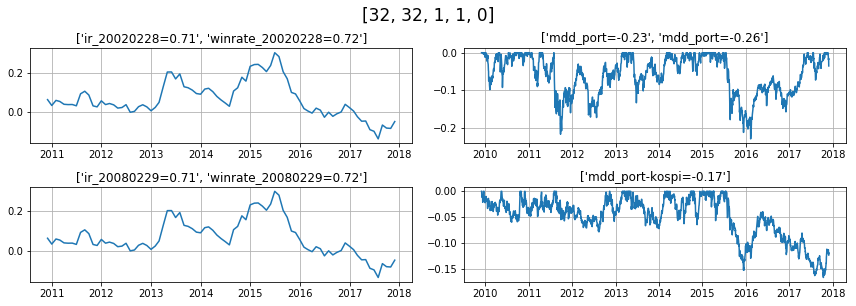 [32, 32, 1, 1, 0]
['ir_20020228=0.71', 'winrate_20020228=0.72']
0.2
0.0
2011 2012 2013 2014 2015 2016 2017 2018
['mdd_port=-0.23', 'mdd_port=-0.26']
0.0
−0.1
−0.2
2010 2011 2012 2013 2014 2015 2016 2017 2018
['ir_20080229=0.71', 'winrate_20080229=0.72']
0.2
0.0
2011 2012 2013 2014 2015 2016 2017 2018
['mdd_port-kospi=-0.17']
0.00
−0.05
−0.10
−0.15
2010 2011 2012 2013 2014 2015 2016 2017 2018